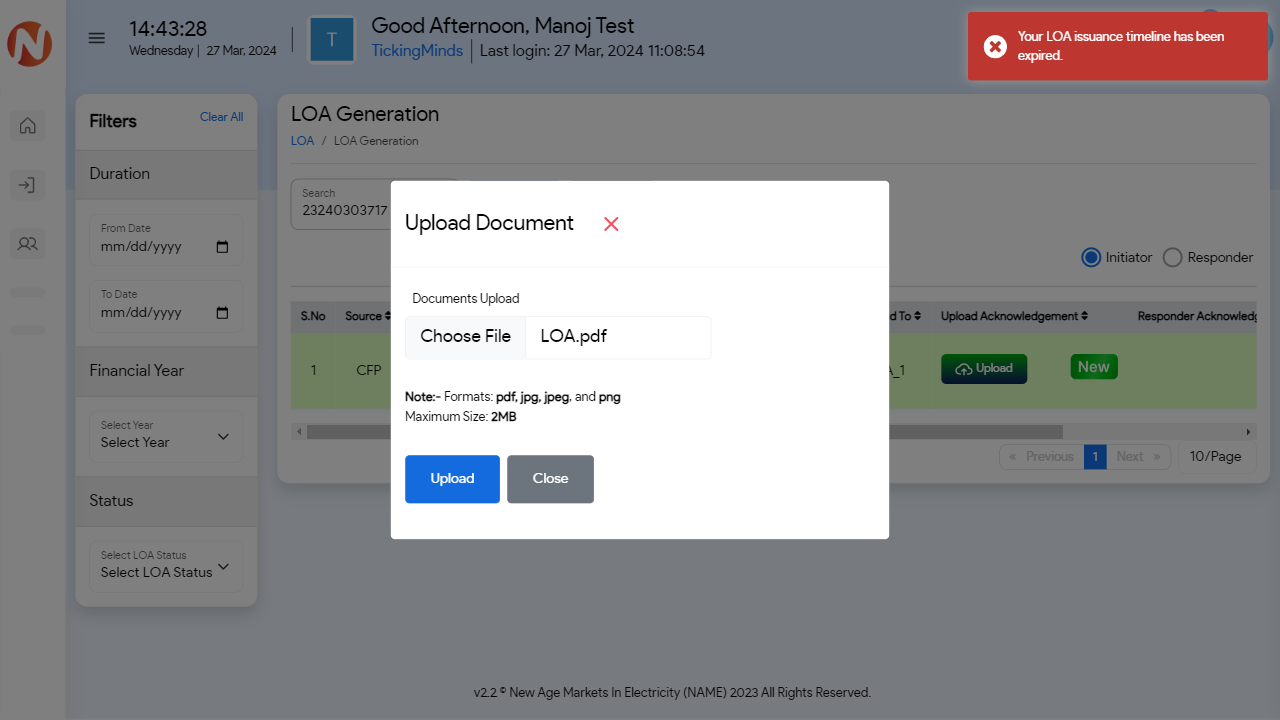 14:43:28
Wednesday | 27 Mar, 2024
T
Good Afternoon, Manoj Test
TickingMinds
Last login: 27 Mar, 2024 11:08:54
Your LOA issuance timeline has been
expired.
Filters
Clear All
Duration
From Date
mm/dd/yyyy
To Date
mm/dd/yyyy
Financial Year
Select Year
Select Year
Status
Select LOA Status
Select LOA Status
LOA Generation
LOA / LOA Generation
Search
23240303717
Initiator
Responder
S.No
Source
d To
Upload Acknowledgement
Responder Acknowledg
1
CFP
_1
Upload
New
« Previous 1 Next »
10/Page
Upload Document
Documents Upload
Choose File
LOA.pdf
Note:- Formats: pdf, jpg, jpeg, and png
Maximum Size: 2MB
Upload
Close
v2.2 © New Age Markets In Electricity (NAME) 2023 All Rights Reserved.